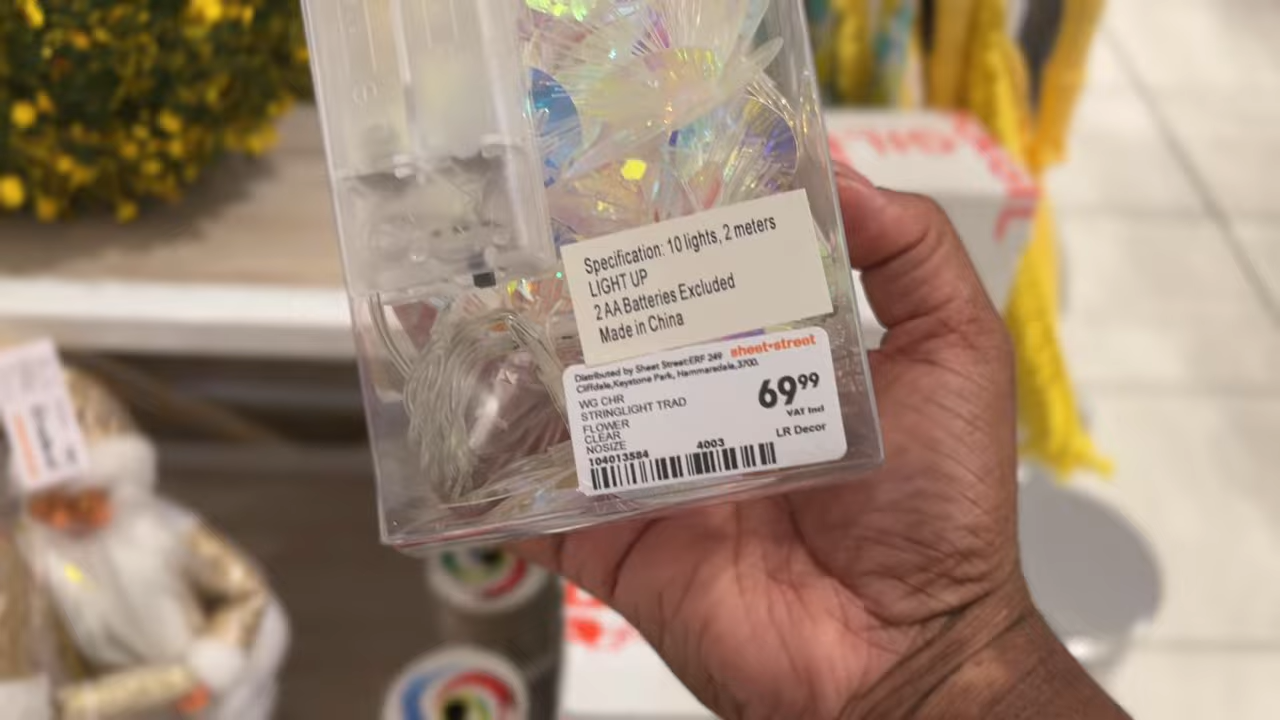 Specification: 10 lights, 2 meters
LIGHT UP
2 AA Batteries Excluded
Made in China
sheet•street
Distributed by Sheet Street:ERF 249
Cliffdale,Keystone Park, Hammarsdale,3700.
WG CHR
STRINGLIGHT TRAD
FLOWER
CLEAR
NOSIZE
69⁹⁹
VAT Incl
LR Decor
104013584
4003